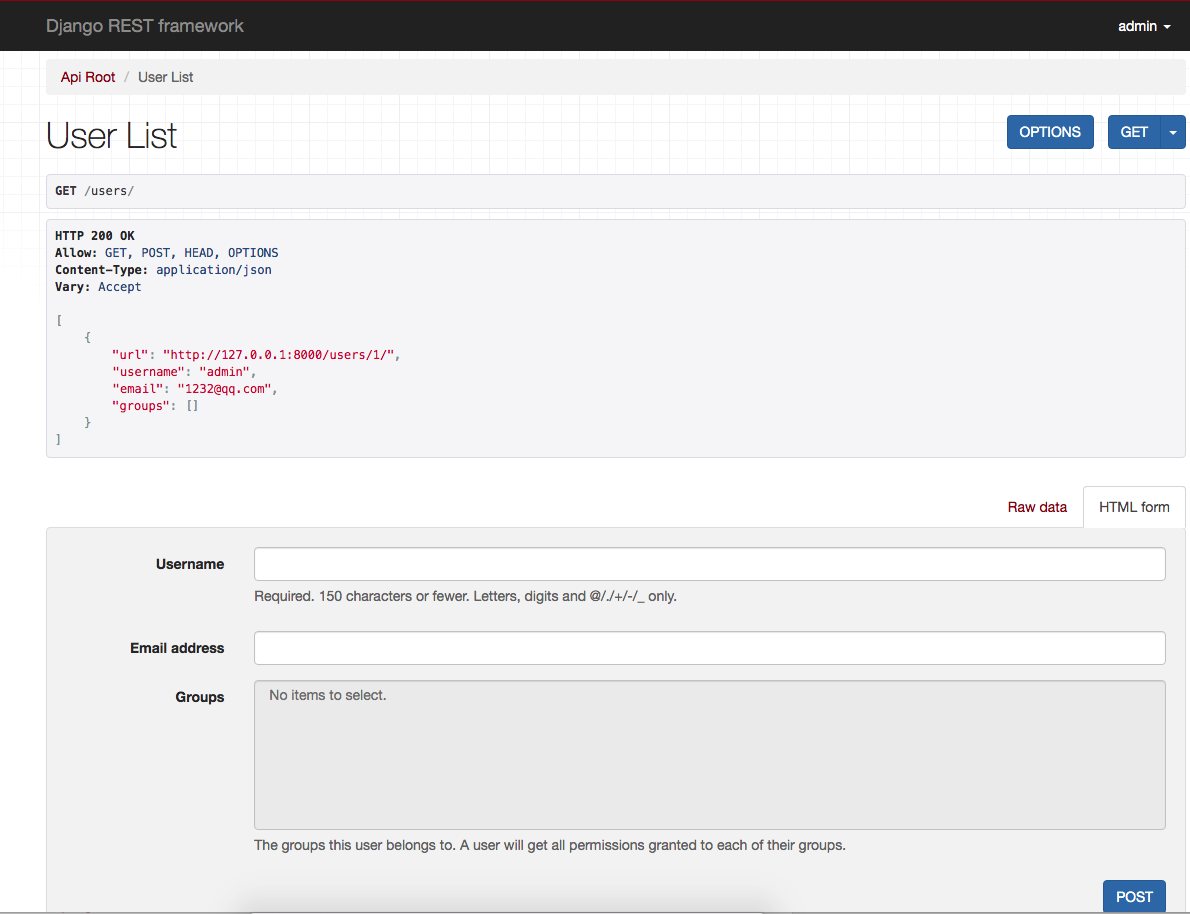 Django REST framework
admin
Api Root / User List
User List
OPTIONS
GET
GET /users/
HTTP 200 OK
Allow: GET, POST, HEAD, OPTIONS
Content-Type: application/json
Vary: Accept
[
    {
        "url": "http://127.0.0.1:8000/users/1/",
        "username": "admin",
        "email": "1232@qq.com",
        "groups": []
    }
]
Raw data
HTML form
Username
Required. 150 characters or fewer. Letters, digits and @/./+/-/_ only.
Email address
Groups
No items to select.
The groups this user belongs to. A user will get all permissions granted to each of their groups.
POST